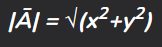 |Ā| = √(x²+y²)